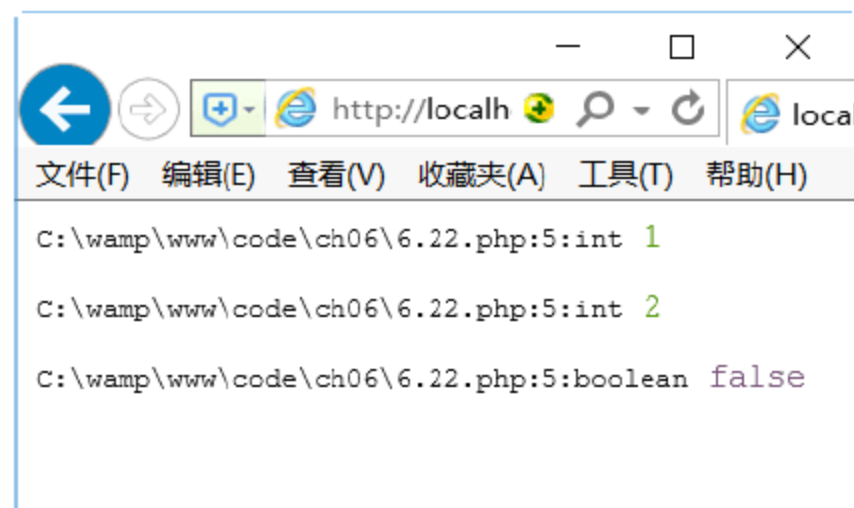 http://localh
loca
文件(F) 编辑(E) 查看(V) 收藏夹(A) 工具(T) 帮助(H)
C:\wamp\www\code\ch06\6.22.php:5:int 1
C:\wamp\www\code\ch06\6.22.php:5:int 2
C:\wamp\www\code\ch06\6.22.php:5:boolean false